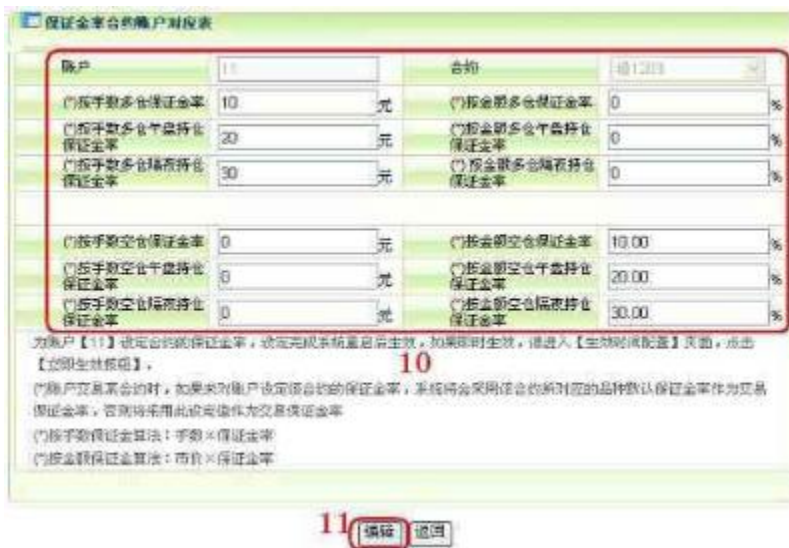 保证金率合约账户对应表
账户 11 合约 1203
(*)按手数多仓保证金率 10 元 (*)按金额多仓保证金率 0 %
(*)按手数多仓午盘持仓保证金率 20 元 (*)按金额多仓午盘持仓保证金率 0 %
(*)按手数多仓隔夜持仓保证金率 30 元 (*)按金额多仓隔夜持仓保证金率 0 %
(*)按手数空仓保证金率 0 元 (*)按金额空仓保证金率 10.00 %
(*)按手数空仓午盘持仓保证金率 0 元 (*)按金额空仓午盘持仓保证金率 20.00 %
(*)按手数空仓隔夜持仓保证金率 0 元 (*)按金额空仓隔夜持仓保证金率 30.00 %
为账户【11】设定合约的保证金率，设定完成系统重启后生效，如果即时生效，请进入【生效时间配置】页面，点击
【立即生效按钮】。
10
(*)账户交易某合约时，如果未对账户设定该合约的保证金率，系统将会采用该合约所对应的品种默认保证金率作为交易
保证金率，否则将采用此设定值作为交易保证金率
(*)按手数保证金算法：手数×保证金率
(*)按金额保证金算法：市价×保证金率
11 编辑 返回